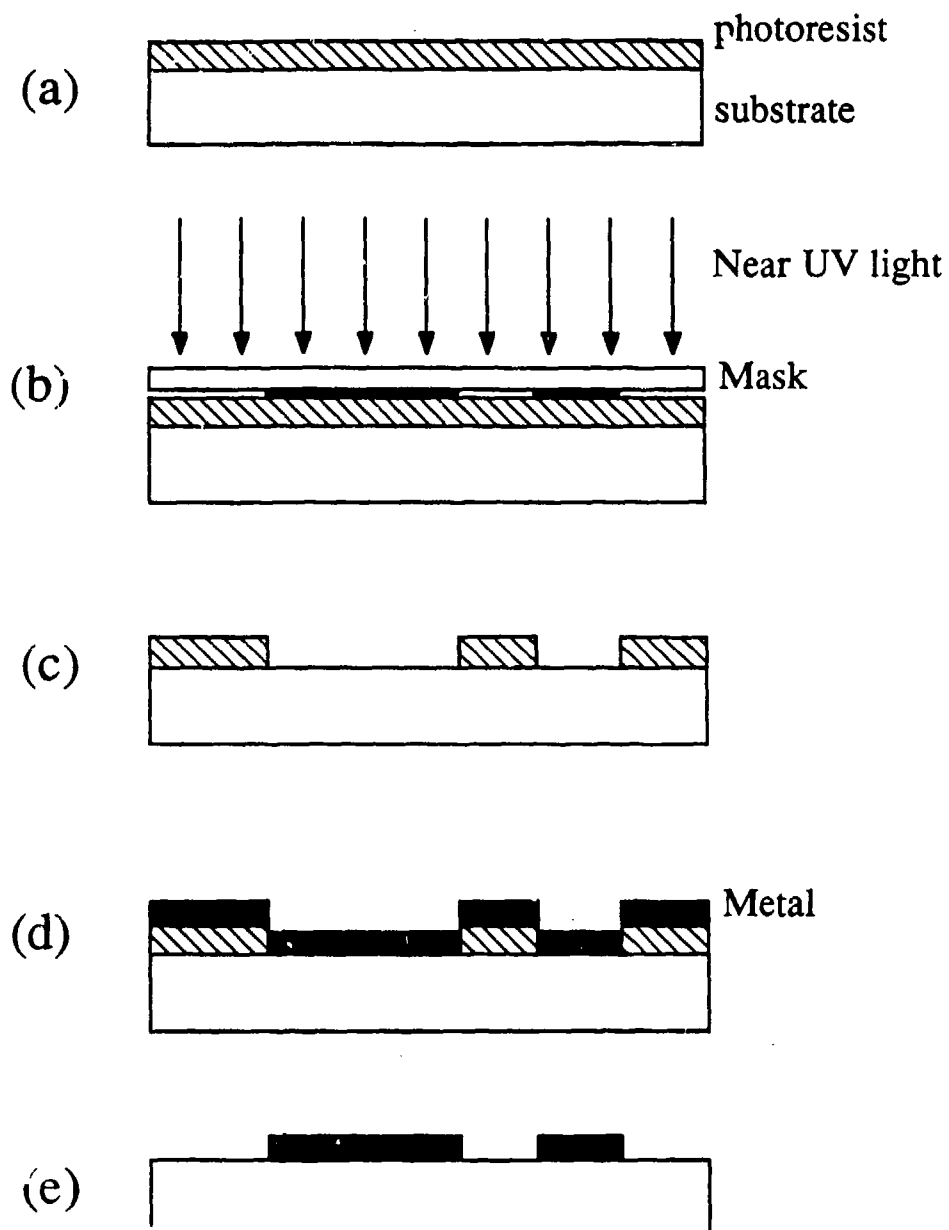 photoresist
(a)
substrate
Near UV light
(b)
Mask
(c)
Metal
(d)
(e)